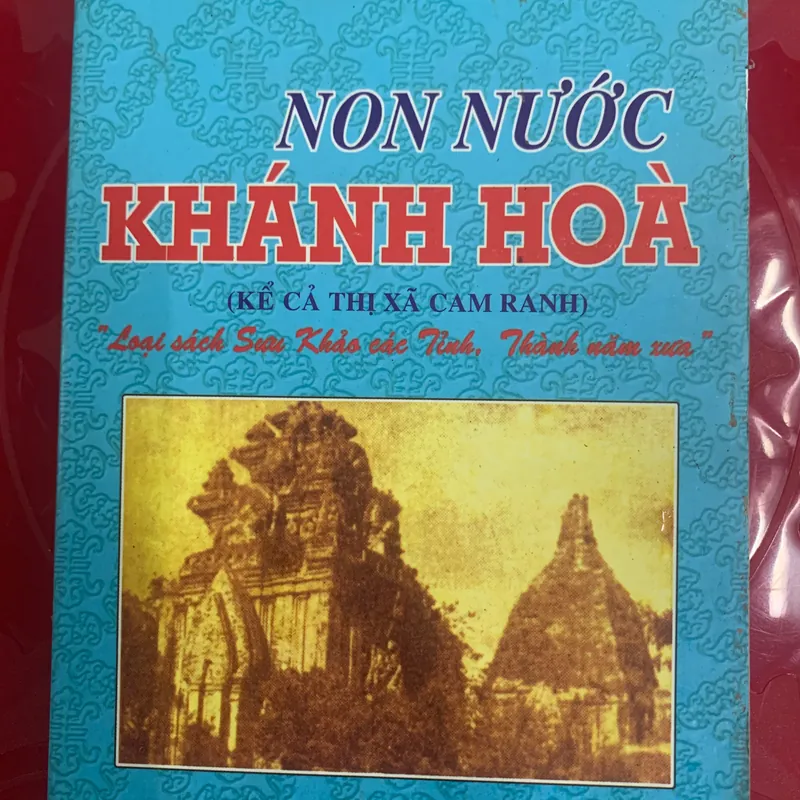 NON NƯỚC
KHÁNH HOÀ
(KỂ CẢ THỊ XÃ CAM RANH)
"Loại sách Sưu Khảo các Tỉnh, Thành năm xưa"